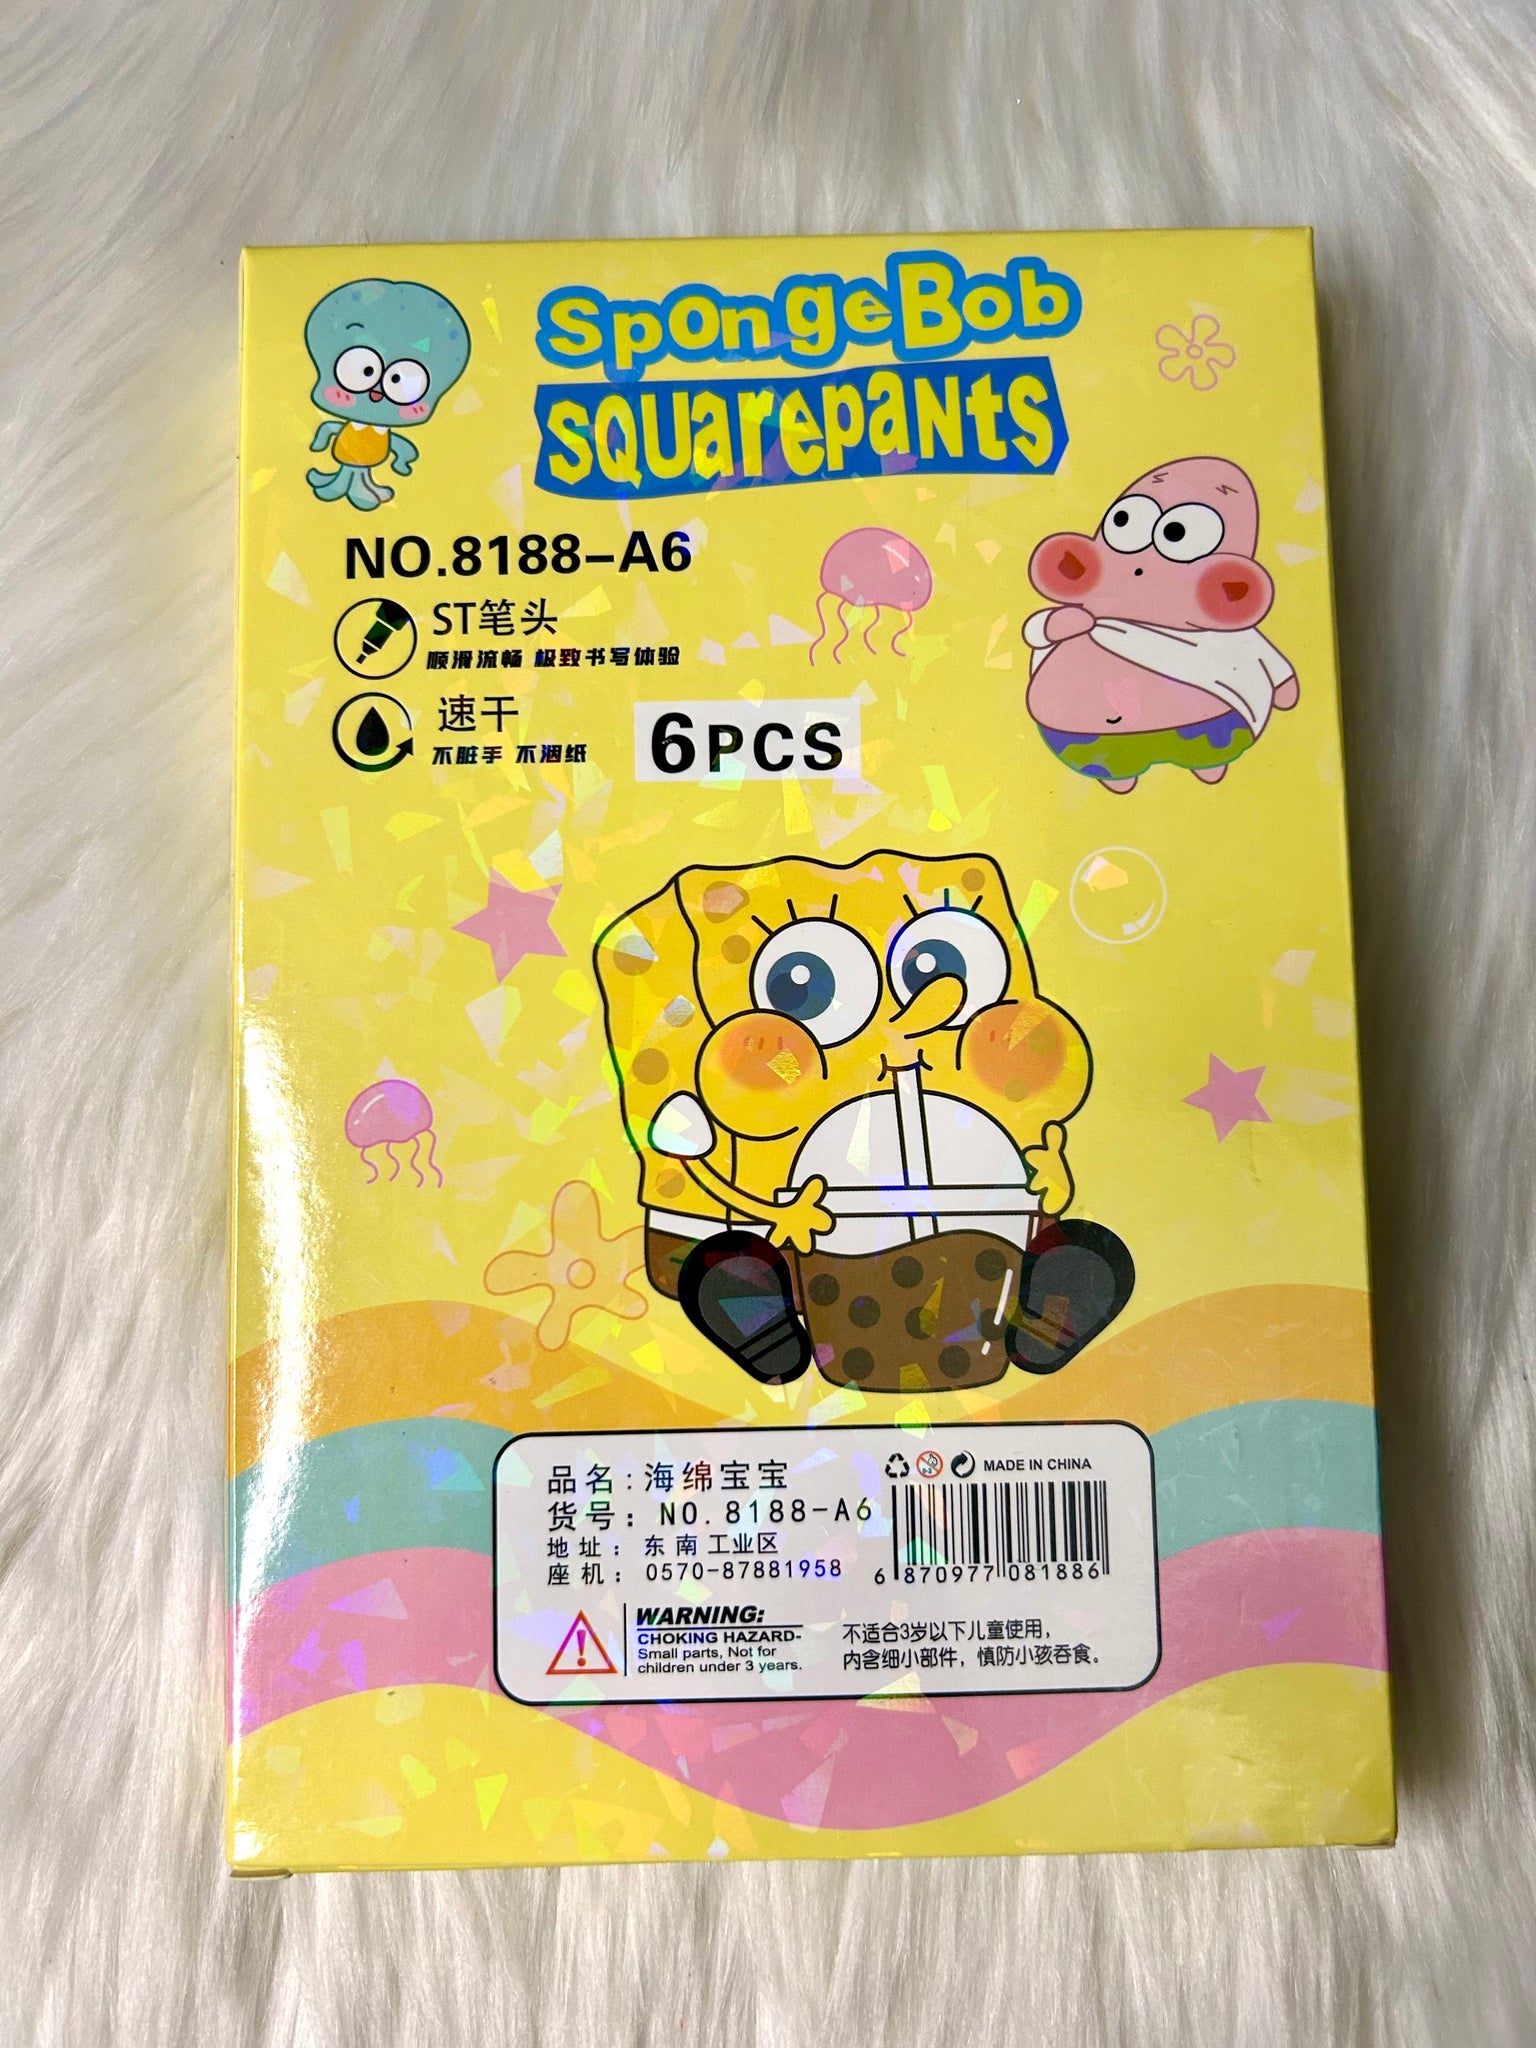 SpongeBob
SQUarepaNts
NO.8188-A6
ST笔头
顺滑流畅 极致书写体验
速干
不脏手 不洇纸
6PCS
品名:海绵宝宝
货号: NO.8188-A6
地址: 东南工业区
座机: 0570-87881958
MADE IN CHINA
6 870977 081886
WARNING:
CHOKING HAZARD-
Small parts, Not for
children under 3 years.
不适合3岁以下儿童使用,
内含细小部件, 慎防小孩吞食。